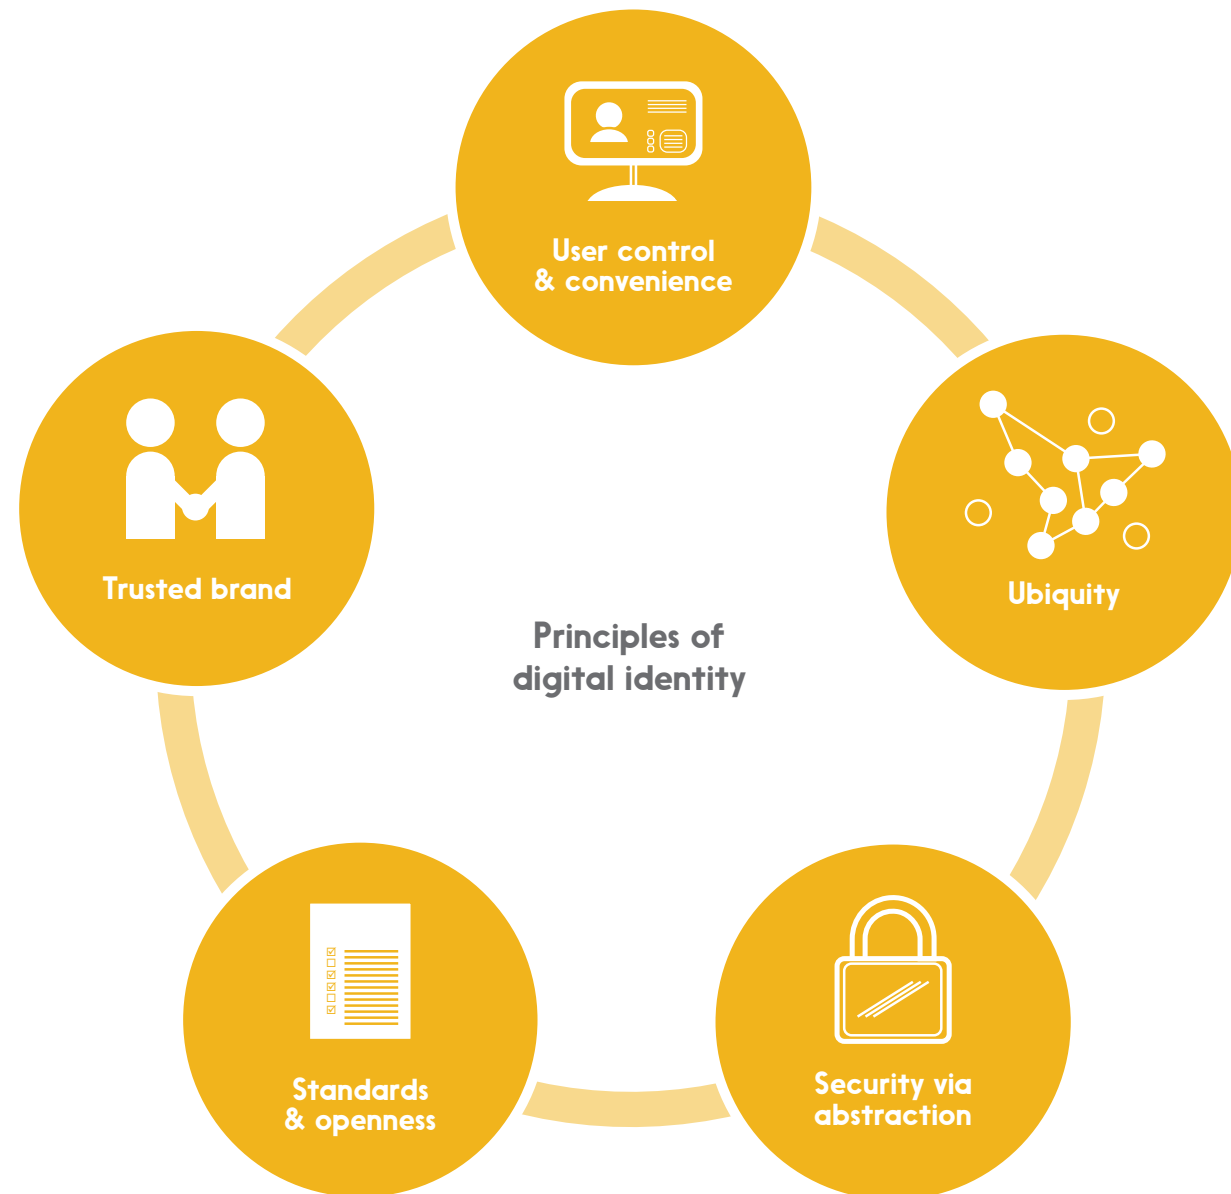 User control
& convenience
Ubiquity
Trusted brand
Principles of
digital identity
Security via
abstraction
Standards
& openness